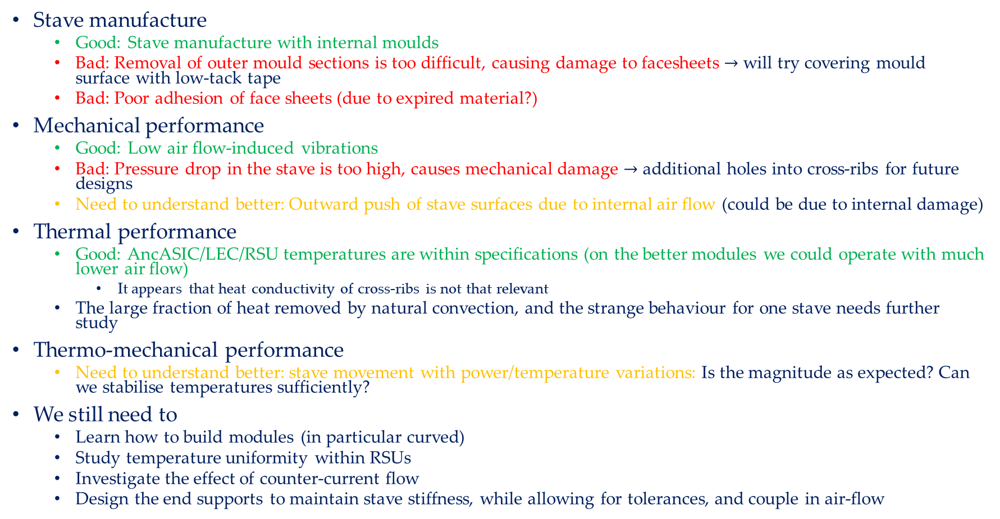 • Stave manufacture
• Good: Stave manufacture with internal moulds
• Bad: Removal of outer mould sections is too difficult, causing damage to facesheets → will try covering mould
surface with low-tack tape
• Bad: Poor adhesion of face sheets (due to expired material?)
• Mechanical performance
• Good: Low air flow-induced vibrations
• Bad: Pressure drop in the stave is too high, causes mechanical damage → additional holes into cross-ribs for future
designs
• Need to understand better: Outward push of stave surfaces due to internal air flow (could be due to internal damage)
• Thermal performance
• Good: AncASIC/LEC/RSU temperatures are within specifications (on the better modules we could operate with much
lower air flow)
• It appears that heat conductivity of cross-ribs is not that relevant
• The large fraction of heat removed by natural convection, and the strange behaviour for one stave needs further
study
• Thermo-mechanical performance
• Need to understand better: stave movement with power/temperature variations: Is the magnitude as expected? Can
we stabilise temperatures sufficiently?
• We still need to
• Learn how to build modules (in particular curved)
• Study temperature uniformity within RSUs
• Investigate the effect of counter-current flow
• Design the end supports to maintain stave stiffness, while allowing for tolerances, and couple in air-flow